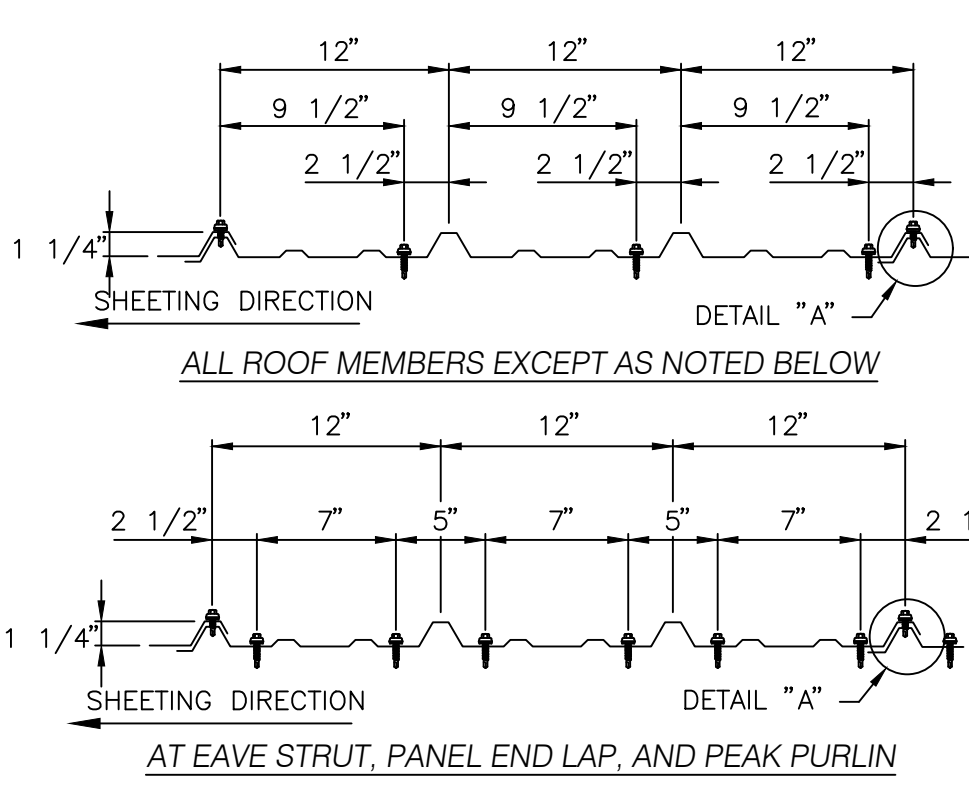 12" 12" 12"
9 1/2" 9 1/2" 9 1/2"
2 1/2" 2 1/2" 2 1/2"
1 1/4"
SHEETING DIRECTION
DETAIL "A"
ALL ROOF MEMBERS EXCEPT AS NOTED BELOW
12" 12" 12"
2 1/2" 7" 5" 7" 5" 7" 2 1
1 1/4"
SHEETING DIRECTION
DETAIL "A"
AT EAVE STRUT, PANEL END LAP, AND PEAK PURLIN